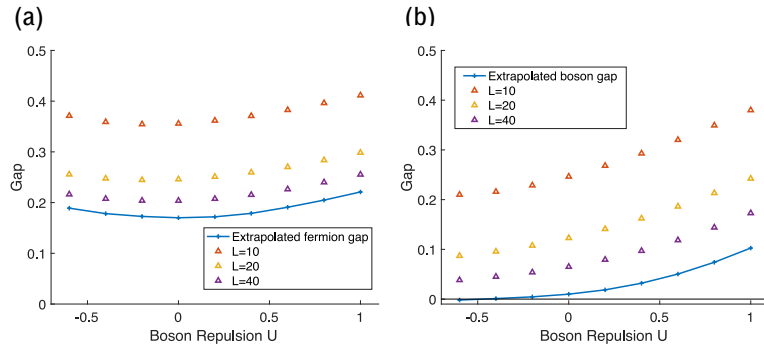 (a)
0.5
0.4
0.3
0.2
0.1
0
Gap
Extrapolated fermion gap
L=10
L=20
L=40
-0.5
0
0.5
1
Boson Repulsion U
(b)
0.5
0.4
0.3
0.2
0.1
0
Gap
Extrapolated boson gap
L=10
L=20
L=40
-0.5
0
0.5
1
Boson Repulsion U